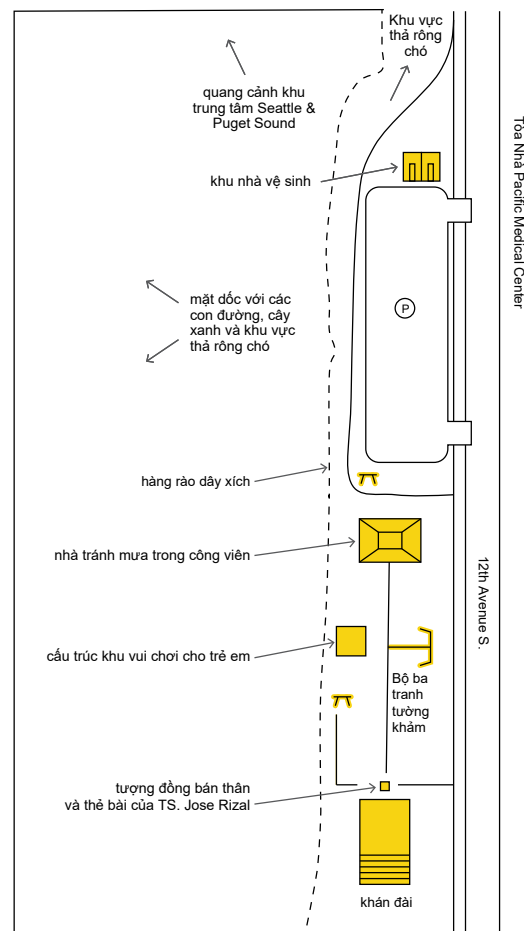 Khu vực
thả rông
chó
quang cảnh khu
trung tâm Seattle &
Puget Sound
khu nhà vệ sinh
Tòa Nhà Pacific Medical Center
mặt dốc với các
con đường, cây
xanh và khu vực
thả rông chó
P
hàng rào dây xích
nhà tránh mưa trong công viên
12th Avenue S.
cấu trúc khu vui chơi cho trẻ em
Bộ ba
tranh
tường
khảm
tượng đồng bán thân
và thẻ bài của TS. Jose Rizal
khán đài